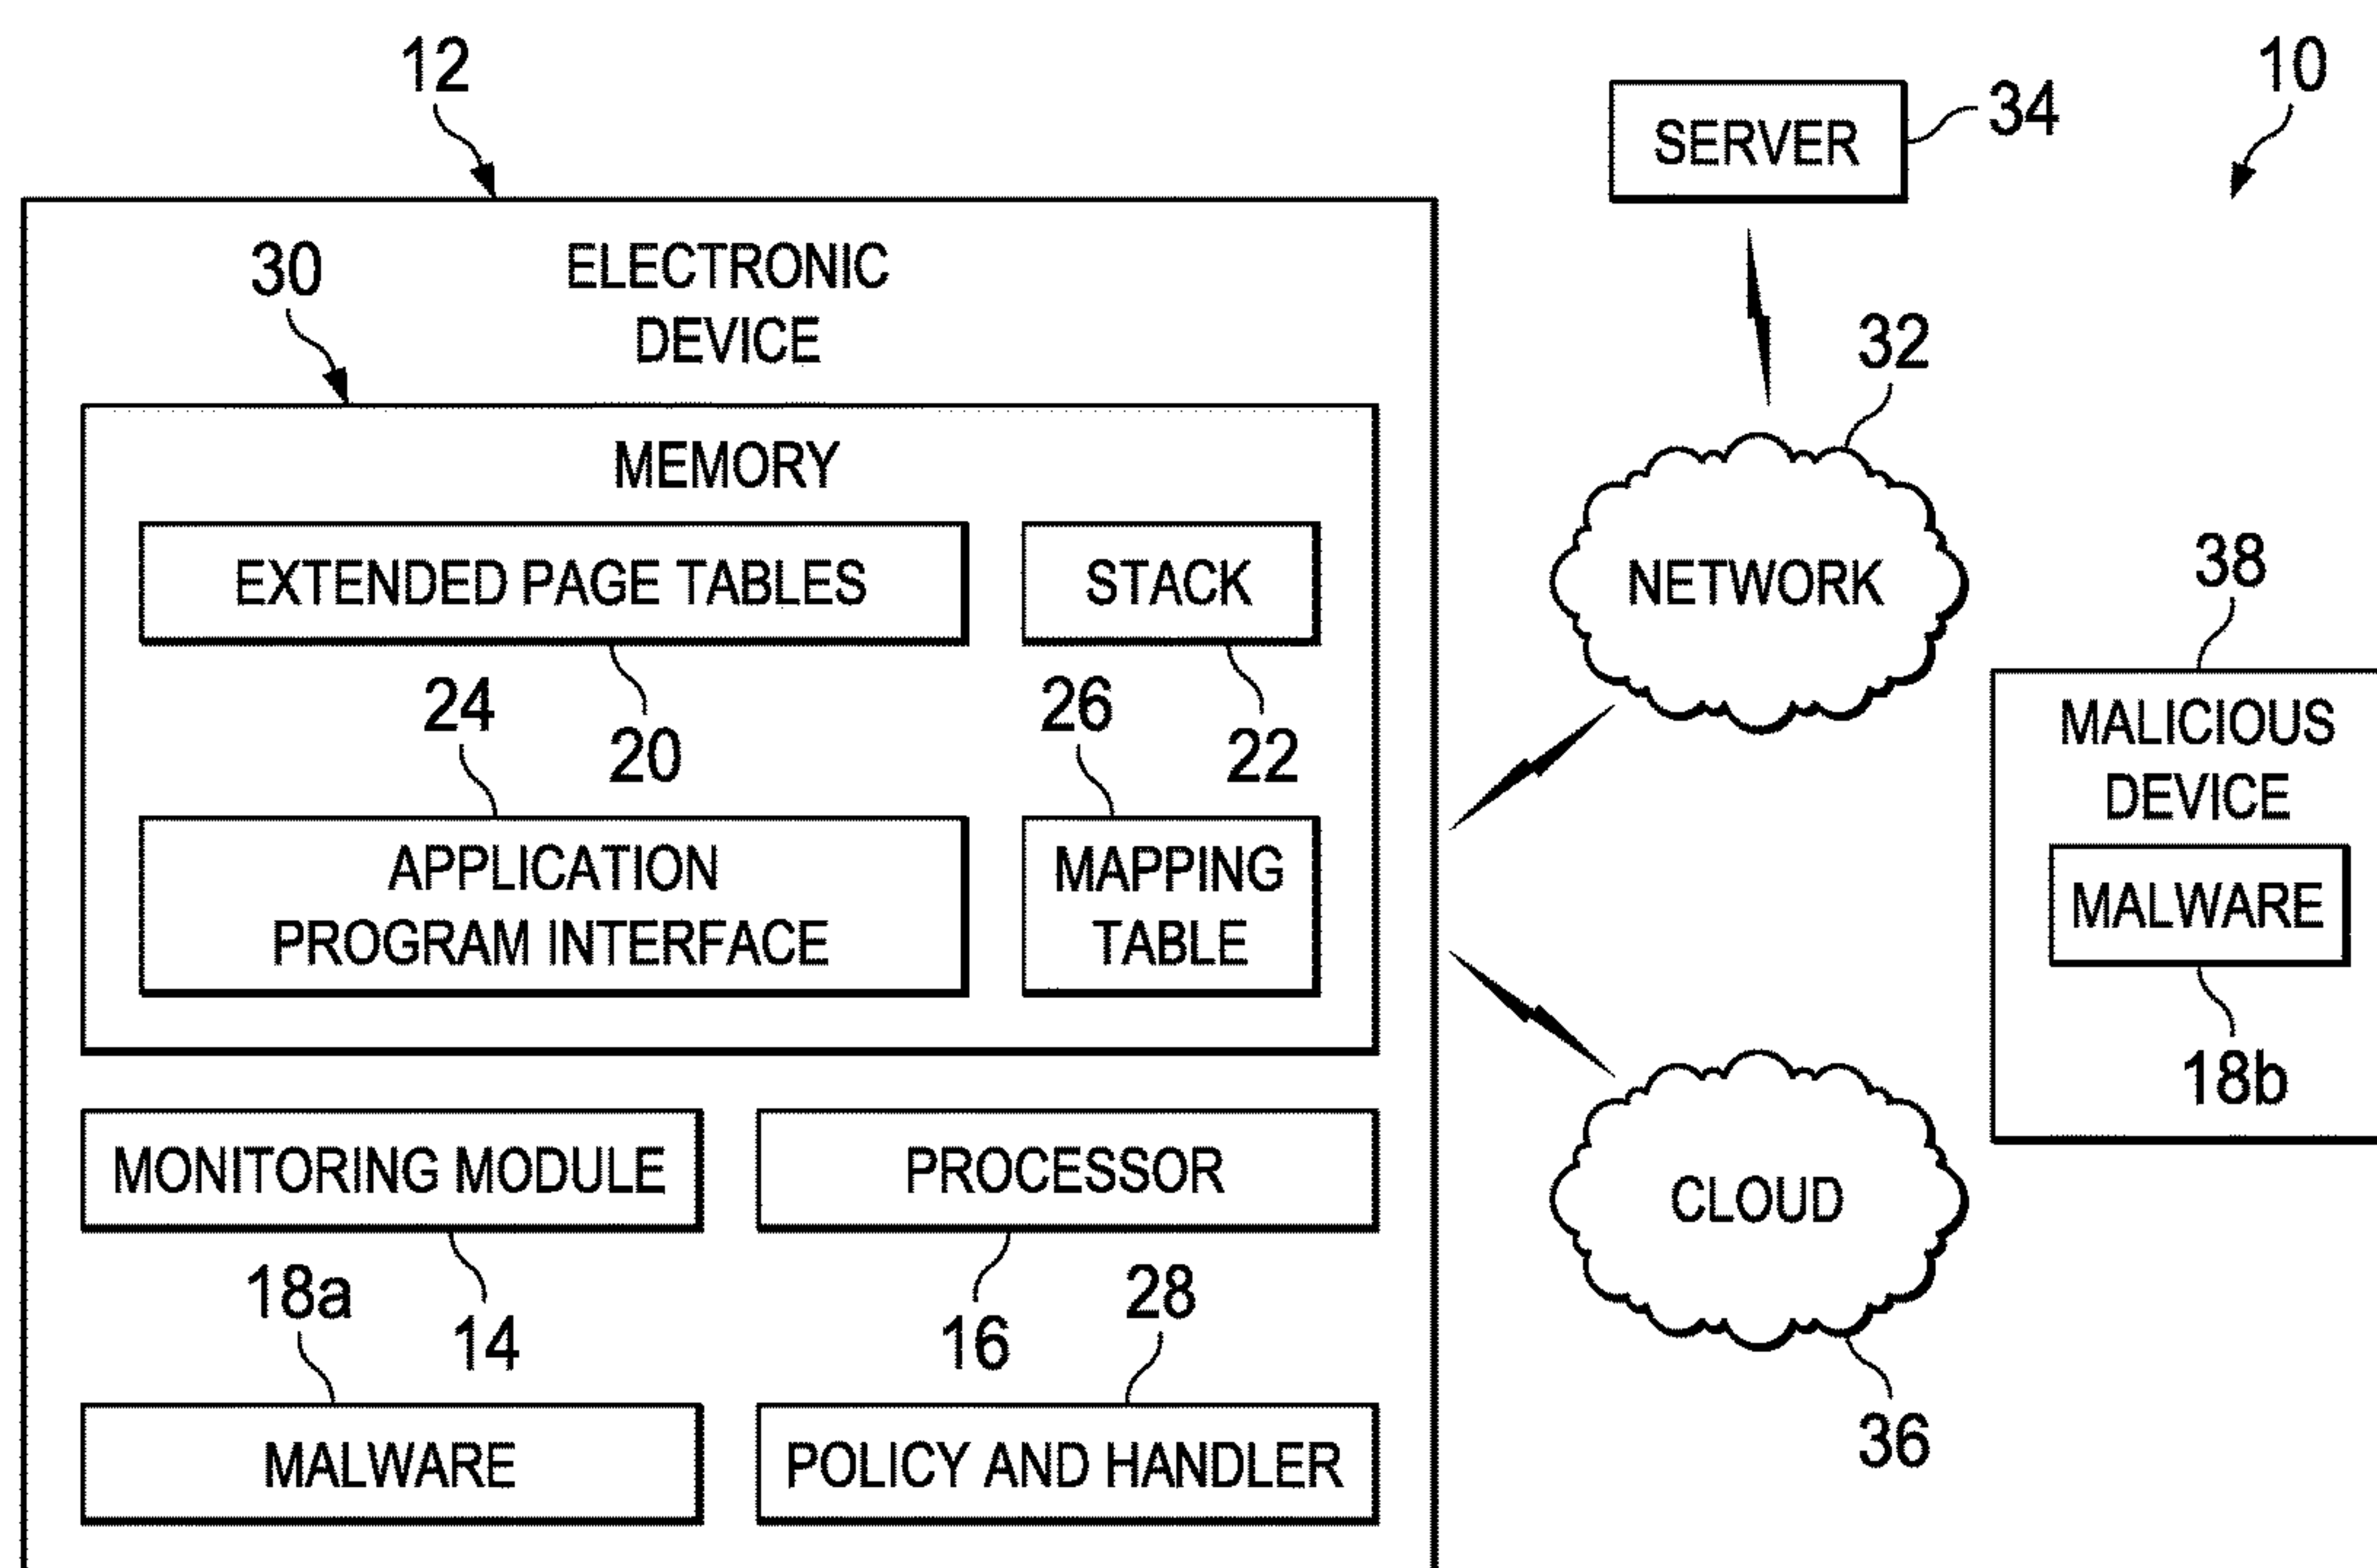 12
10
SERVER
34
30
ELECTRONIC
DEVICE
32
MEMORY
EXTENDED PAGE TABLES
STACK
NETWORK
38
24
20
26
22
MALICIOUS
DEVICE
APPLICATION
PROGRAM INTERFACE
MAPPING
TABLE
MALWARE
18b
MONITORING MODULE
PROCESSOR
CLOUD
18a
14
16
28
MALWARE
POLICY AND HANDLER
36